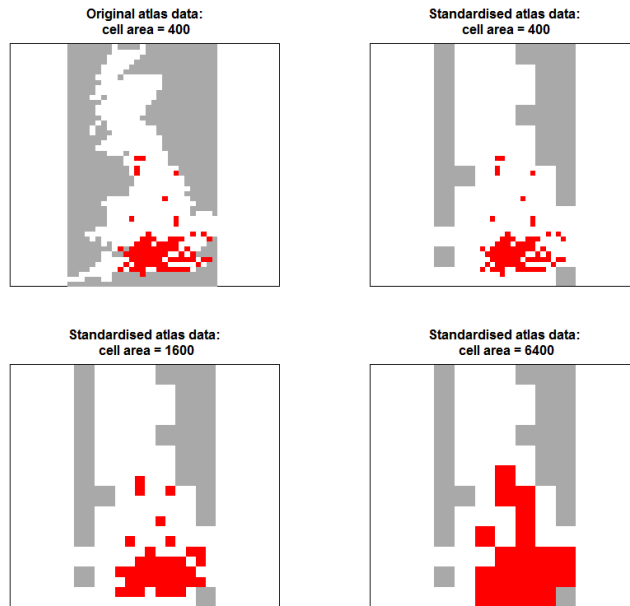 Original atlas data:
cell area = 400
Standardised atlas data:
cell area = 400
Standardised atlas data:
cell area = 1600
Standardised atlas data:
cell area = 6400